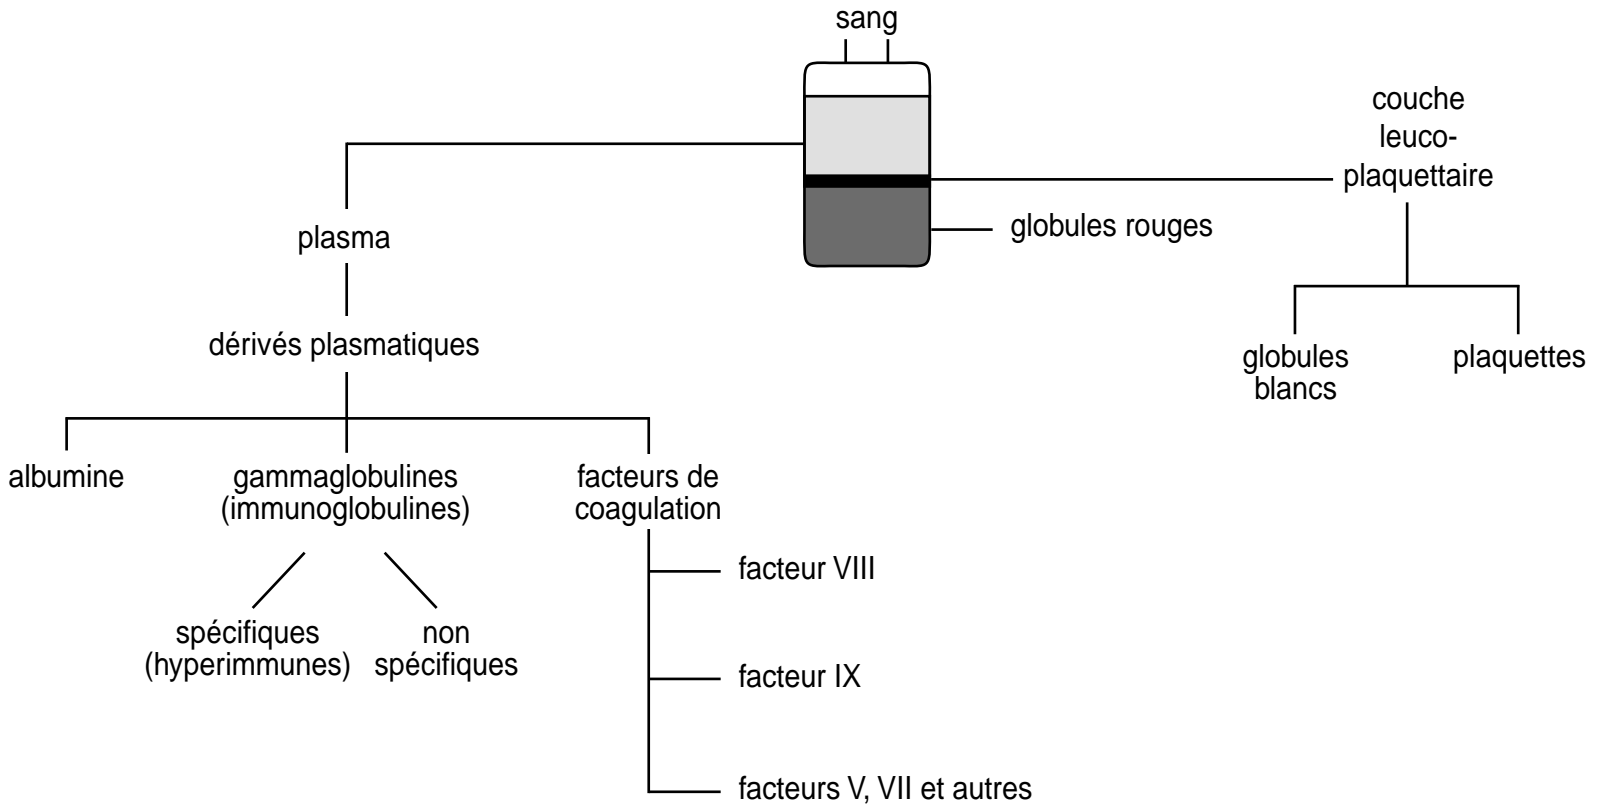 sang
couche
leuco-
plaquettaire
globules rouges
plasma
dérivés plasmatiques
globules
blancs
plaquettes
albumine
gammaglobulines
(immunoglobulines)
facteurs de
coagulation
spécifiques
(hyperimmunes)
non
spécifiques
facteur VIII
facteur IX
facteurs V, VII et autres